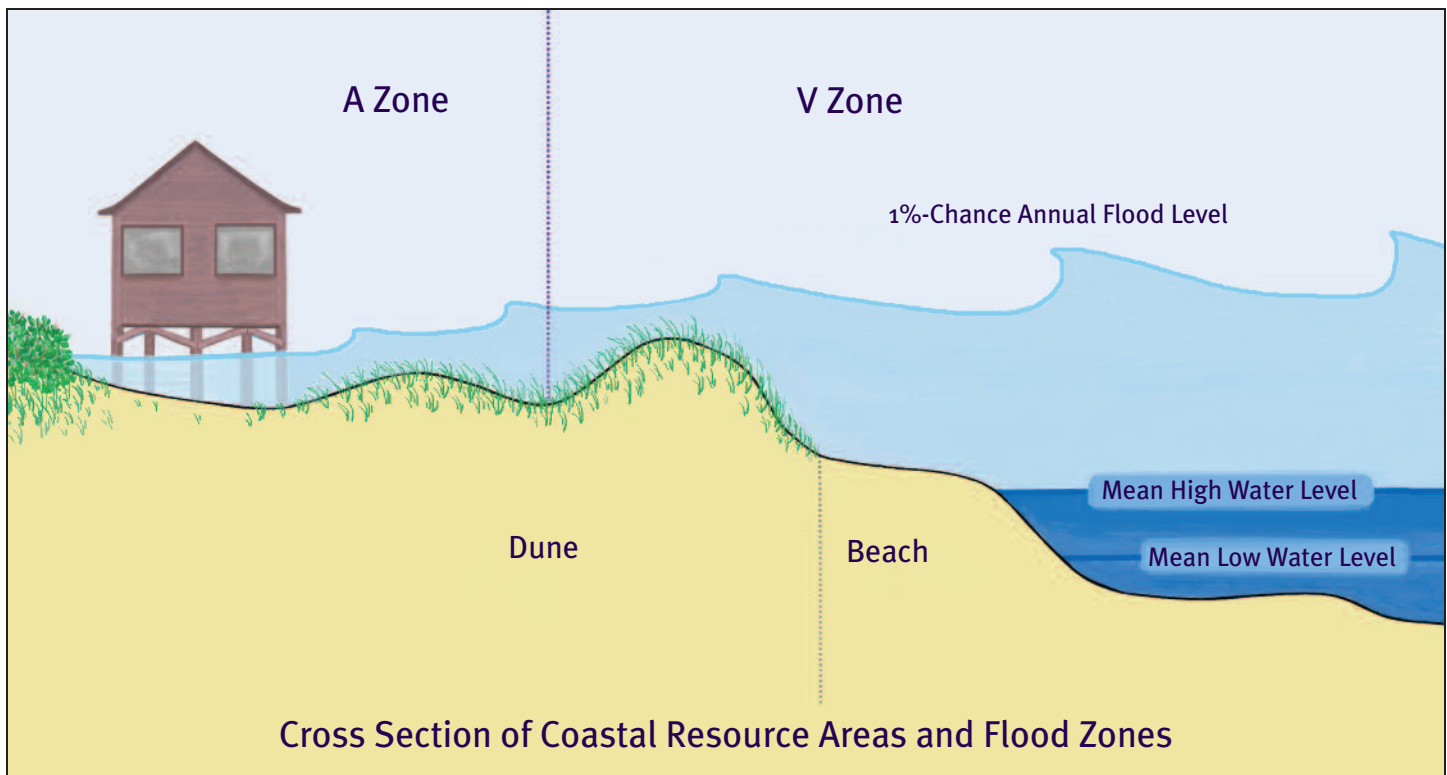 A Zone
V Zone
1%-Chance Annual Flood Level
Mean High Water Level
Dune
Beach
Mean Low Water Level
Cross Section of Coastal Resource Areas and Flood Zones